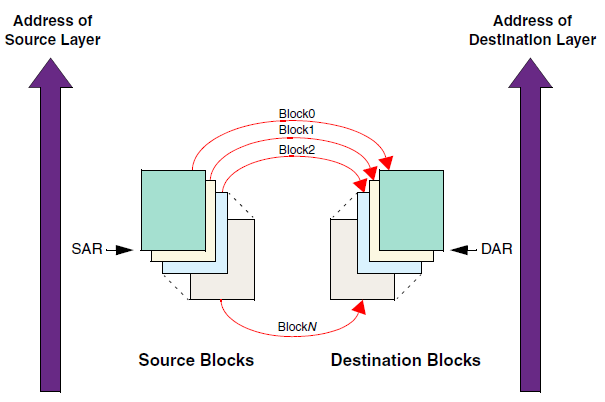 Address of
Source Layer
Address of
Destination Layer
Block0
Block1
Block2
SAR
DAR
BlockN
Source Blocks
Destination Blocks